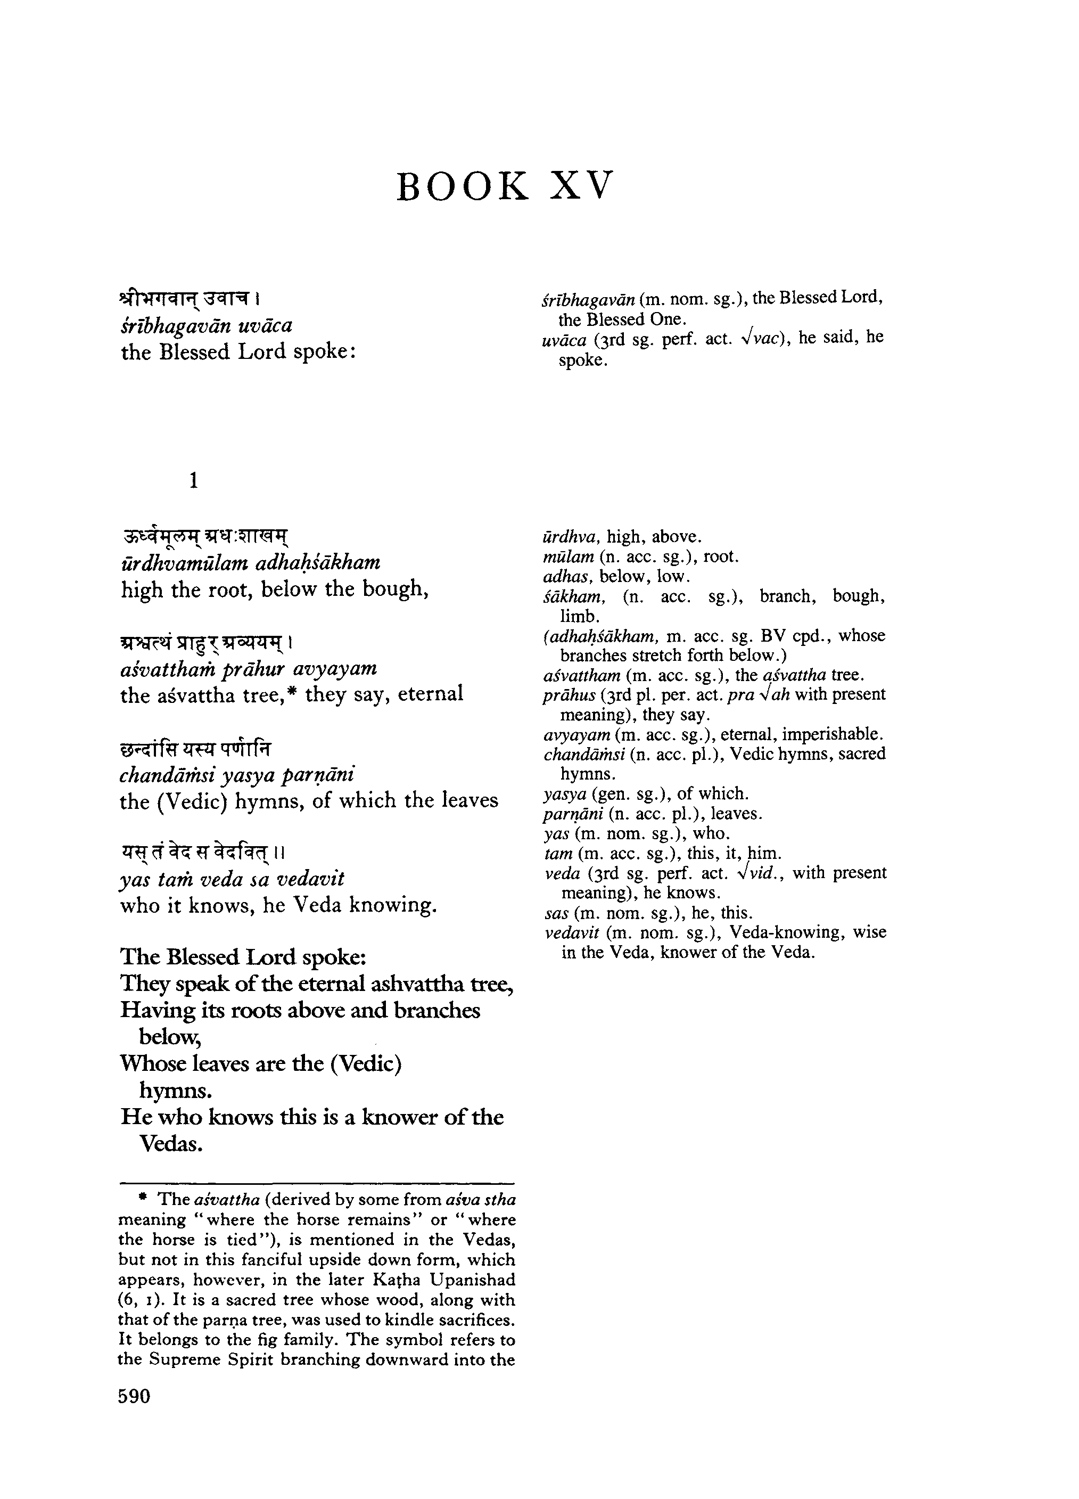 BOOK XV
श्रीभगवान् उवाच ।
śrībhagavān uvāca
the Blessed Lord spoke:
1
ऊर्ध्वमूलम् अधःशाखम्
ūrdhvamūlam adhaḥśākham
high the root, below the bough,
अश्वत्थं प्राहुर् अव्ययम् ।
aśvatthaṁ prāhur avyayam
the aśvattha tree,* they say, eternal
छन्दांसि यस्य पर्णानि
chandāṁsi yasya parṇāni
the (Vedic) hymns, of which the leaves
यस् तं वेद स वेदवित् ।।
yas taṁ veda sa vedavit
who it knows, he Veda knowing.
The Blessed Lord spoke:
They speak of the eternal ashvattha tree,
Having its roots above and branches
below,
Whose leaves are the (Vedic)
hymns.
He who knows this is a knower of the
Vedas.
* The aśvattha (derived by some from aśva stha
meaning "where the horse remains" or "where
the horse is tied"), is mentioned in the Vedas,
but not in this fanciful upside down form, which
appears, however, in the later Kaṭha Upanishad
(6, 1). It is a sacred tree whose wood, along with
that of the parṇa tree, was used to kindle sacrifices.
It belongs to the fig family. The symbol refers to
the Supreme Spirit branching downward into the
śrībhagavān (m. nom. sg.), the Blessed Lord,
the Blessed One.
uvāca (3rd sg. perf. act. √vac), he said, he
spoke.
ūrdhva, high, above.
mūlam (n. acc. sg.), root.
adhas, below, low.
śākham, (n. acc. sg.), branch, bough,
limb.
(adhaḥśākham, m. acc. sg. BV cpd., whose
branches stretch forth below.)
aśvattham (m. acc. sg.), the aśvattha tree.
prāhus (3rd pl. per. act. pra √ah with present
meaning), they say.
avyayam (m. acc. sg.), eternal, imperishable.
chandāṁsi (n. acc. pl.), Vedic hymns, sacred
hymns.
yasya (gen. sg.), of which.
parṇāni (n. acc. pl.), leaves.
yas (m. nom. sg.), who.
tam (m. acc. sg.), this, it, him.
veda (3rd sg. perf. act. √vid., with present
meaning), he knows.
sas (m. nom. sg.), he, this.
vedavit (m. nom. sg.), Veda-knowing, wise
in the Veda, knower of the Veda.
590